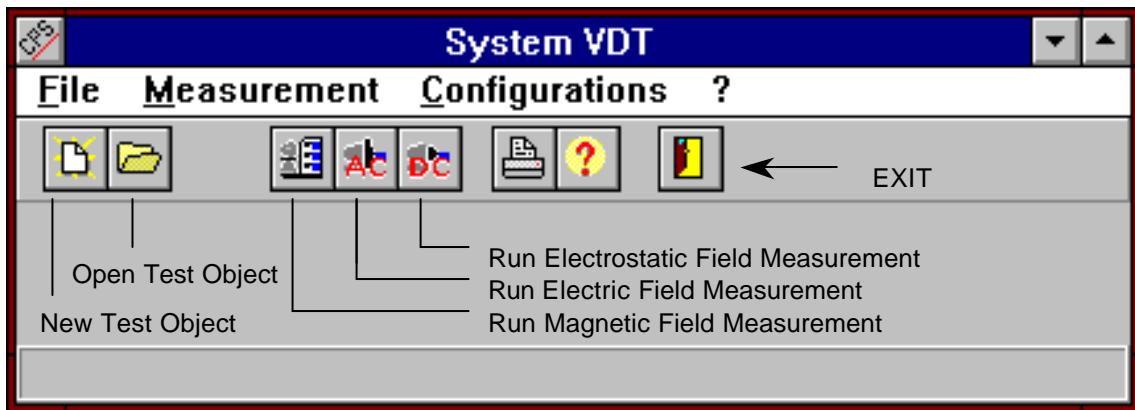 CPS
System VDT
File Measurement Configurations ?
AC DC ?
EXIT
Run Electrostatic Field Measurement
Open Test Object
Run Electric Field Measurement
New Test Object
Run Magnetic Field Measurement